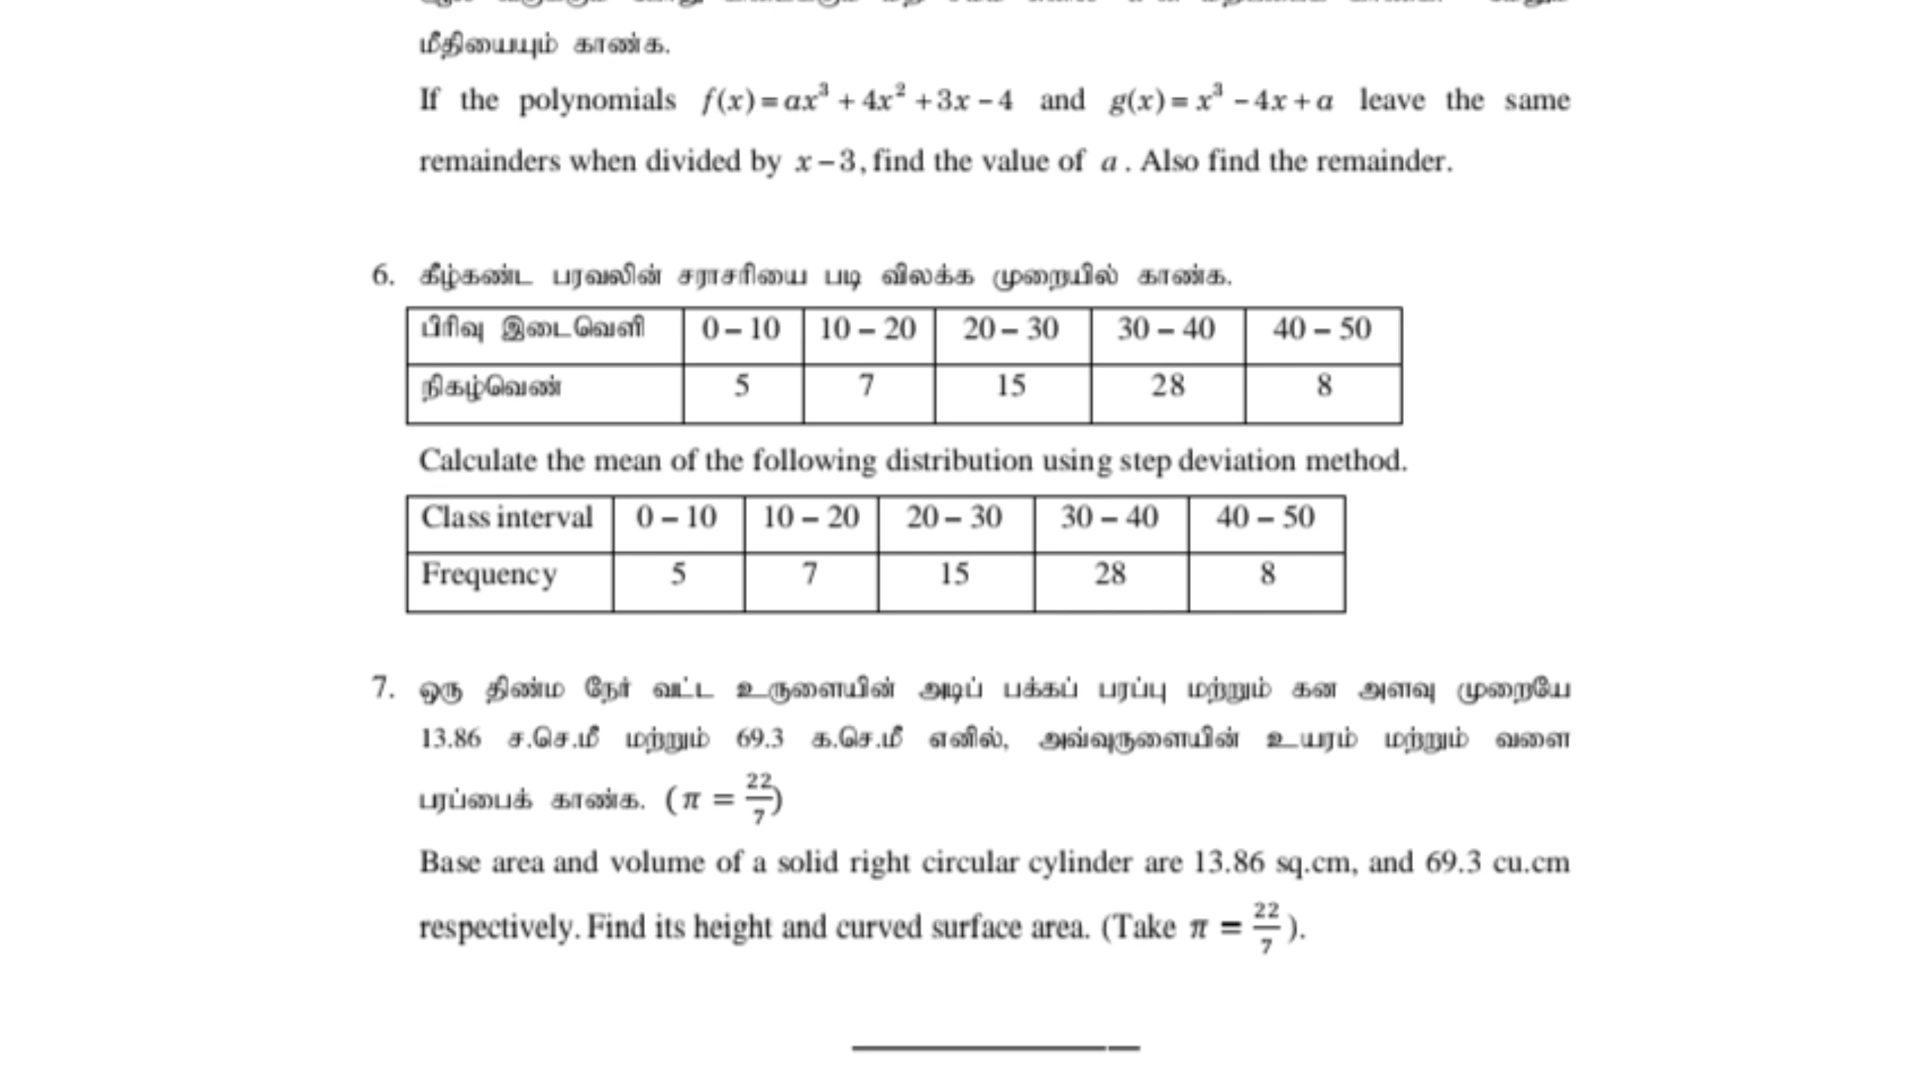 மீதியையும் காண்க.
If the polynomials f(x) = ax³ + 4x² + 3x – 4 and g(x) = x³ – 4x + a leave the same
remainders when divided by x – 3, find the value of a . Also find the remainder.
6. கீழ்கண்ட பரவலின் சராசரியை படி விலக்க முறையில் காண்க.
பிரிவு இடைவெளி 0 – 10 10 – 20 20 – 30 30 – 40 40 – 50
நிகழ்வெண் 5 7 15 28 8
Calculate the mean of the following distribution using step deviation method.
Class interval 0 – 10 10 – 20 20 – 30 30 – 40 40 – 50
Frequency 5 7 15 28 8
7. ஒரு திண்ம நேர் வட்ட உருளையின் அடிப் பக்கப் பரப்பு மற்றும் கன அளவு முறையே
13.86 ச.செ.மீ மற்றும் 69.3 க.செ.மீ எனில், அவ்வுருளையின் உயரம் மற்றும் வளை
பரப்பைக் காண்க. (π = 22/7)
Base area and volume of a solid right circular cylinder are 13.86 sq.cm, and 69.3 cu.cm
respectively. Find its height and curved surface area. (Take π = 22/7 ).